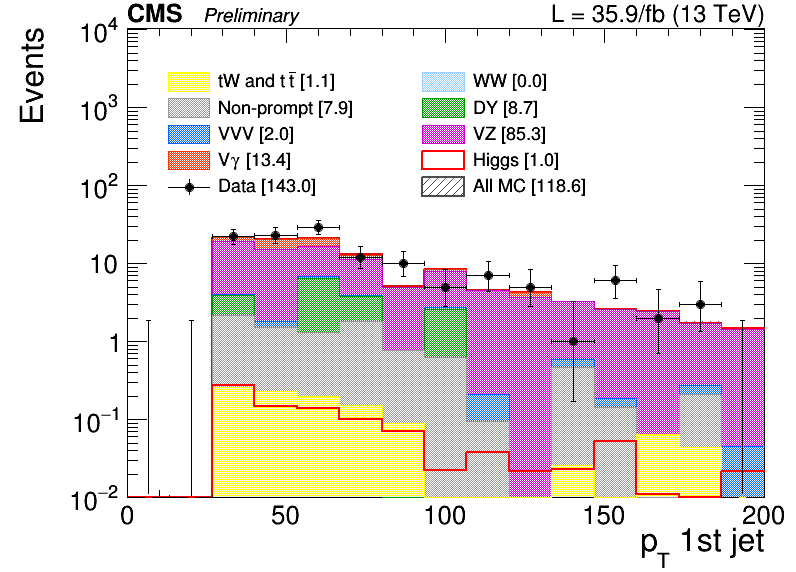 CMS Preliminary L = 35.9/fb (13 TeV)
Events
10^4
10^3
10^2
10
1
10^−1
10^−2
tW and t t̅ [1.1]
WW [0.0]
Non-prompt [7.9]
DY [8.7]
VVV [2.0]
VZ [85.3]
Vγ [13.4]
Higgs [1.0]
Data [143.0]
All MC [118.6]
0 50 100 150 200
p_T 1st jet